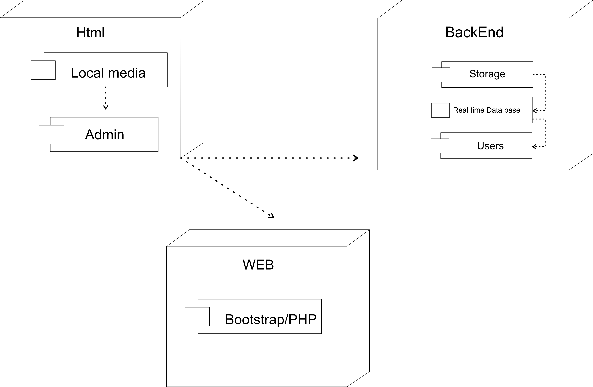 Html
Local media
Admin
BackEnd
Storage
Real time Data base
Users
WEB
Bootstrap/PHP